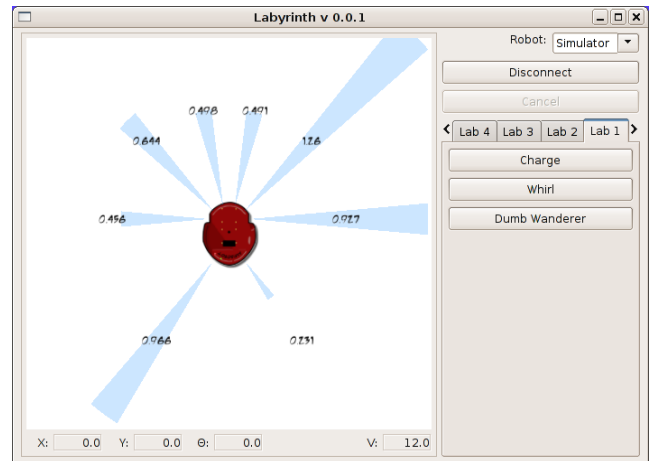 Labyrinth v 0.0.1
Robot: Simulator
Disconnect
Cancel
Lab 4 Lab 3 Lab 2 Lab 1
Charge
Whirl
Dumb Wanderer
0.498 0.491
0.644 1.26
0.456 0.927
0.966 0.231
X: 0.0 Y: 0.0 Θ: 0.0 V: 12.0